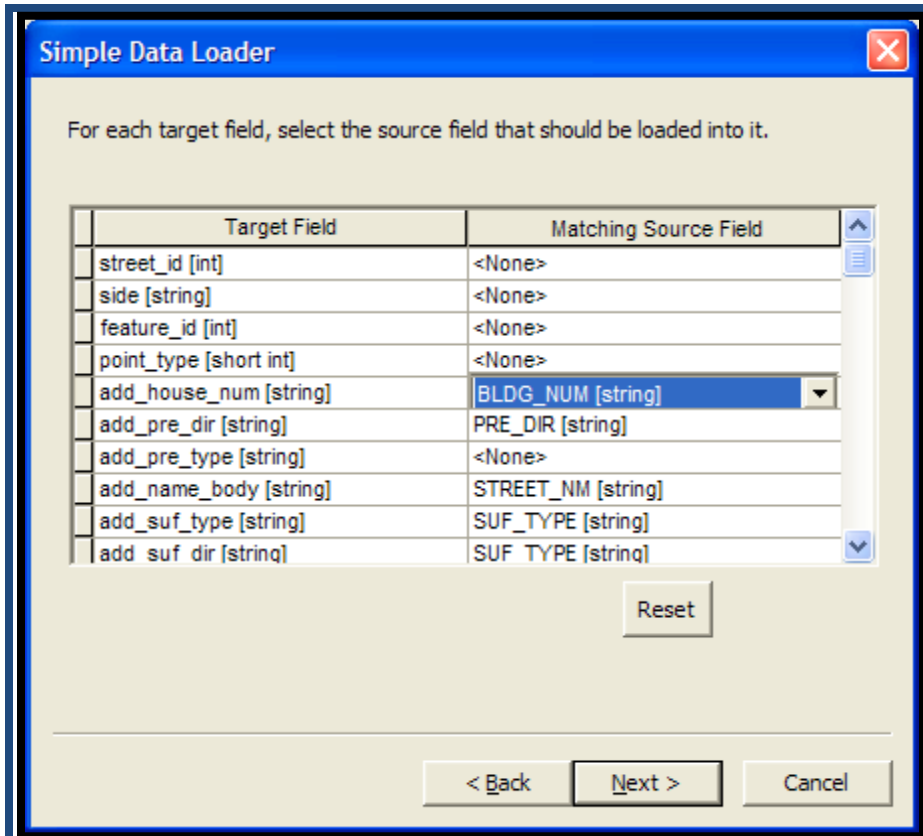 Simple Data Loader
For each target field, select the source field that should be loaded into it.
Target Field Matching Source Field
street_id [int] <None>
side [string] <None>
feature_id [int] <None>
point_type [short int] <None>
add_house_num [string] BLDG_NUM [string]
add_pre_dir [string] PRE_DIR [string]
add_pre_type [string] <None>
add_name_body [string] STREET_NM [string]
add_suf_type [string] SUF_TYPE [string]
add_suf_dir [string] SUF_TYPE [string]
Reset
< Back Next > Cancel